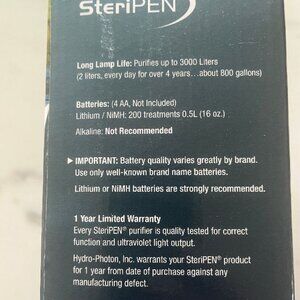 SteriPEN
Long Lamp Life: Purifies up to 3000 Liters
(2 liters, every day for over 4 years...about 800 gallons)
Batteries: (4 AA, Not Included)
Lithium / NiMH: 200 treatments 0.5L (16 oz.)
Alkaline: Not Recommended
▶ IMPORTANT: Battery quality varies greatly by brand.
Use only well-known brand name batteries.
Lithium or NiMH batteries are strongly recommended.
1 Year Limited Warranty
Every SteriPEN® purifier is quality tested for correct
function and ultraviolet light output.
Hydro-Photon, Inc. warrants your SteriPEN® product
for 1 year from date of purchase against any
manufacturing defect.